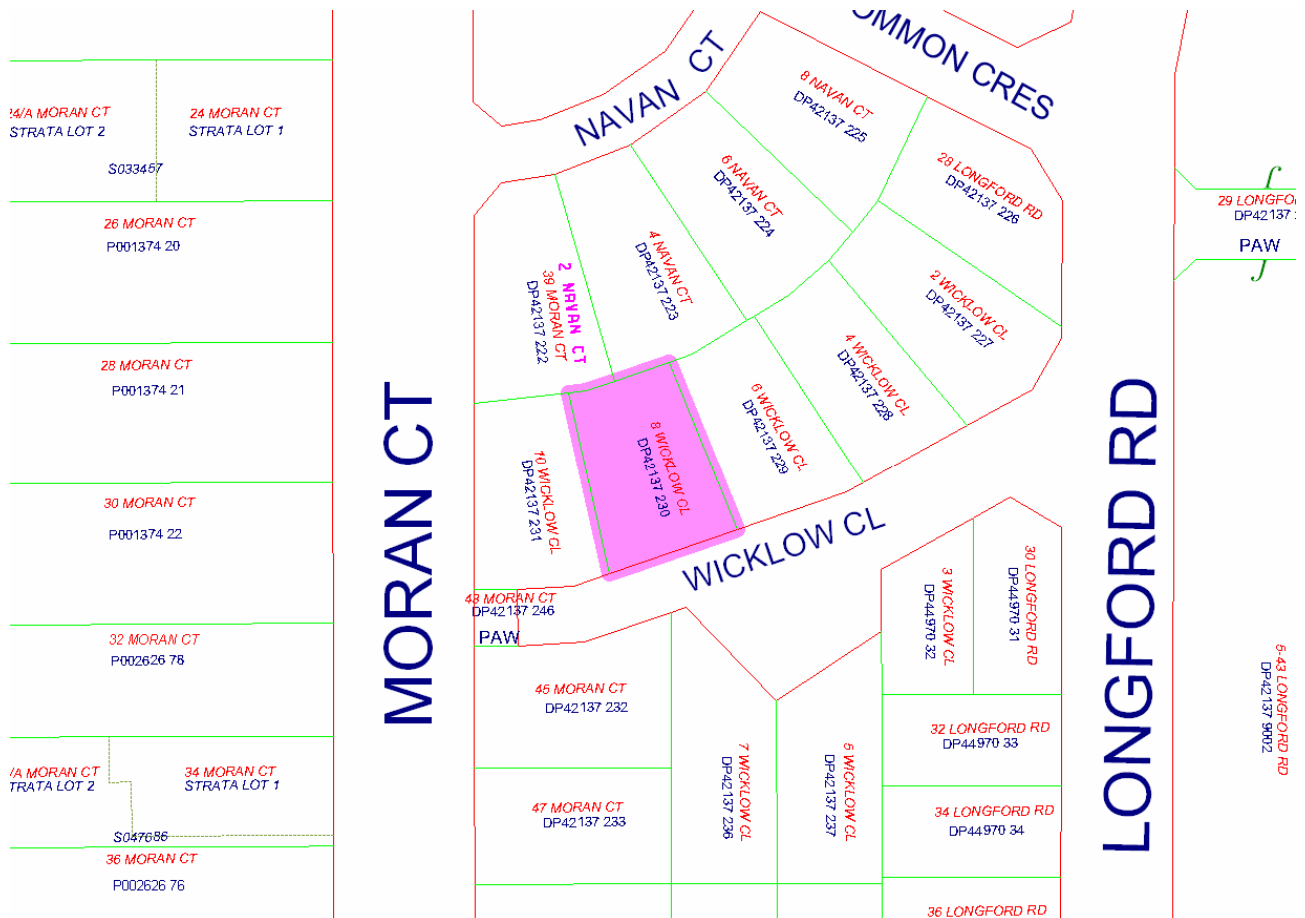 NAVAN CT
OMMON CRES
24/A MORAN CT
STRATA LOT 2
24 MORAN CT
STRATA LOT 1
S033457
26 MORAN CT
P001374 20
28 MORAN CT
P001374 21
30 MORAN CT
P001374 22
32 MORAN CT
P002626 78
/A MORAN CT
TRATA LOT 2
34 MORAN CT
STRATA LOT 1
S047686
36 MORAN CT
P002626 76
MORAN CT
8 NAVAN CT
DP42137 225
6 NAVAN CT
DP42137 224
4 NAVAN CT
DP42137 223
2 NAVAN CT
39 MORAN CT
DP42137 222
28 LONGFORD RD
DP42137 226
2 WICKLOW CL
DP42137 227
4 WICKLOW CL
DP42137 228
6 WICKLOW CL
DP42137 229
8 WICKLOW CL
DP42137 230
10 WICKLOW CL
DP42137 231
WICKLOW CL
DP42137 246
PAW
45 MORAN CT
DP42137 232
47 MORAN CT
DP42137 233
7 WICKLOW CL
DP42137 236
5 WICKLOW CL
DP42137 237
3 WICKLOW CL
DP44970 32
30 LONGFORD RD
DP44970 31
32 LONGFORD RD
DP44970 33
34 LONGFORD RD
DP44970 34
36 LONGFORD RD
LONGFORD RD
29 LONGFO
DP42137
PAW
5-43 LONGFORD RD
DP42137 9002